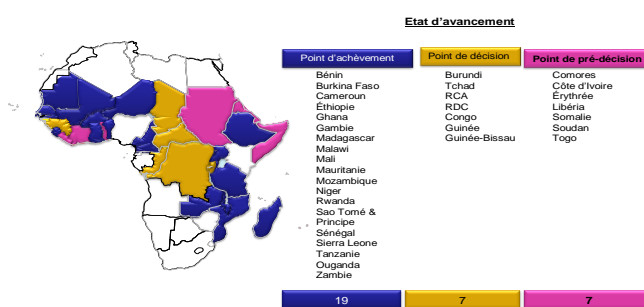 Etat d'avancement
Point d'achèvement
Bénin
Burkina Faso
Cameroun
Éthiopie
Ghana
Gambie
Madagascar
Malawi
Mali
Mauritanie
Mozambique
Niger
Rwanda
Sao Tomé &
Principe
Sénégal
Sierra Leone
Tanzanie
Ouganda
Zambie
19
Point de décision
Burundi
Tchad
RCA
RDC
Congo
Guinée
Guinée-Bissau
7
Point de pré-décision
Comores
Côte d'Ivoire
Érythrée
Libéria
Somalie
Soudan
Togo
7